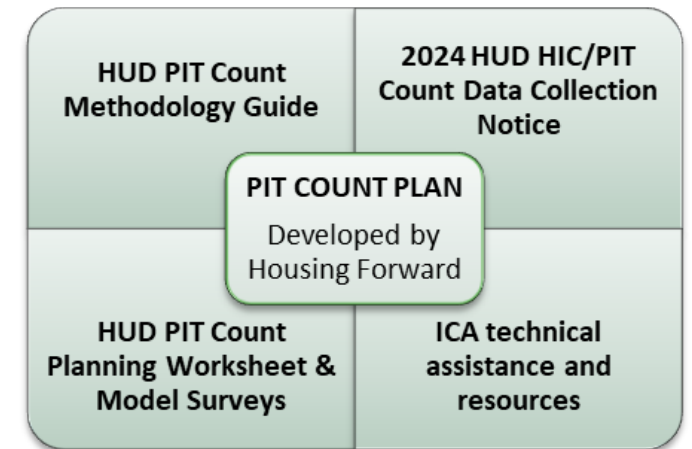 HUD PIT Count
Methodology Guide
2024 HUD HIC/PIT
Count Data Collection
Notice
PIT COUNT PLAN
Developed by
Housing Forward
HUD PIT Count
Planning Worksheet &
Model Surveys
ICA technical
assistance and
resources